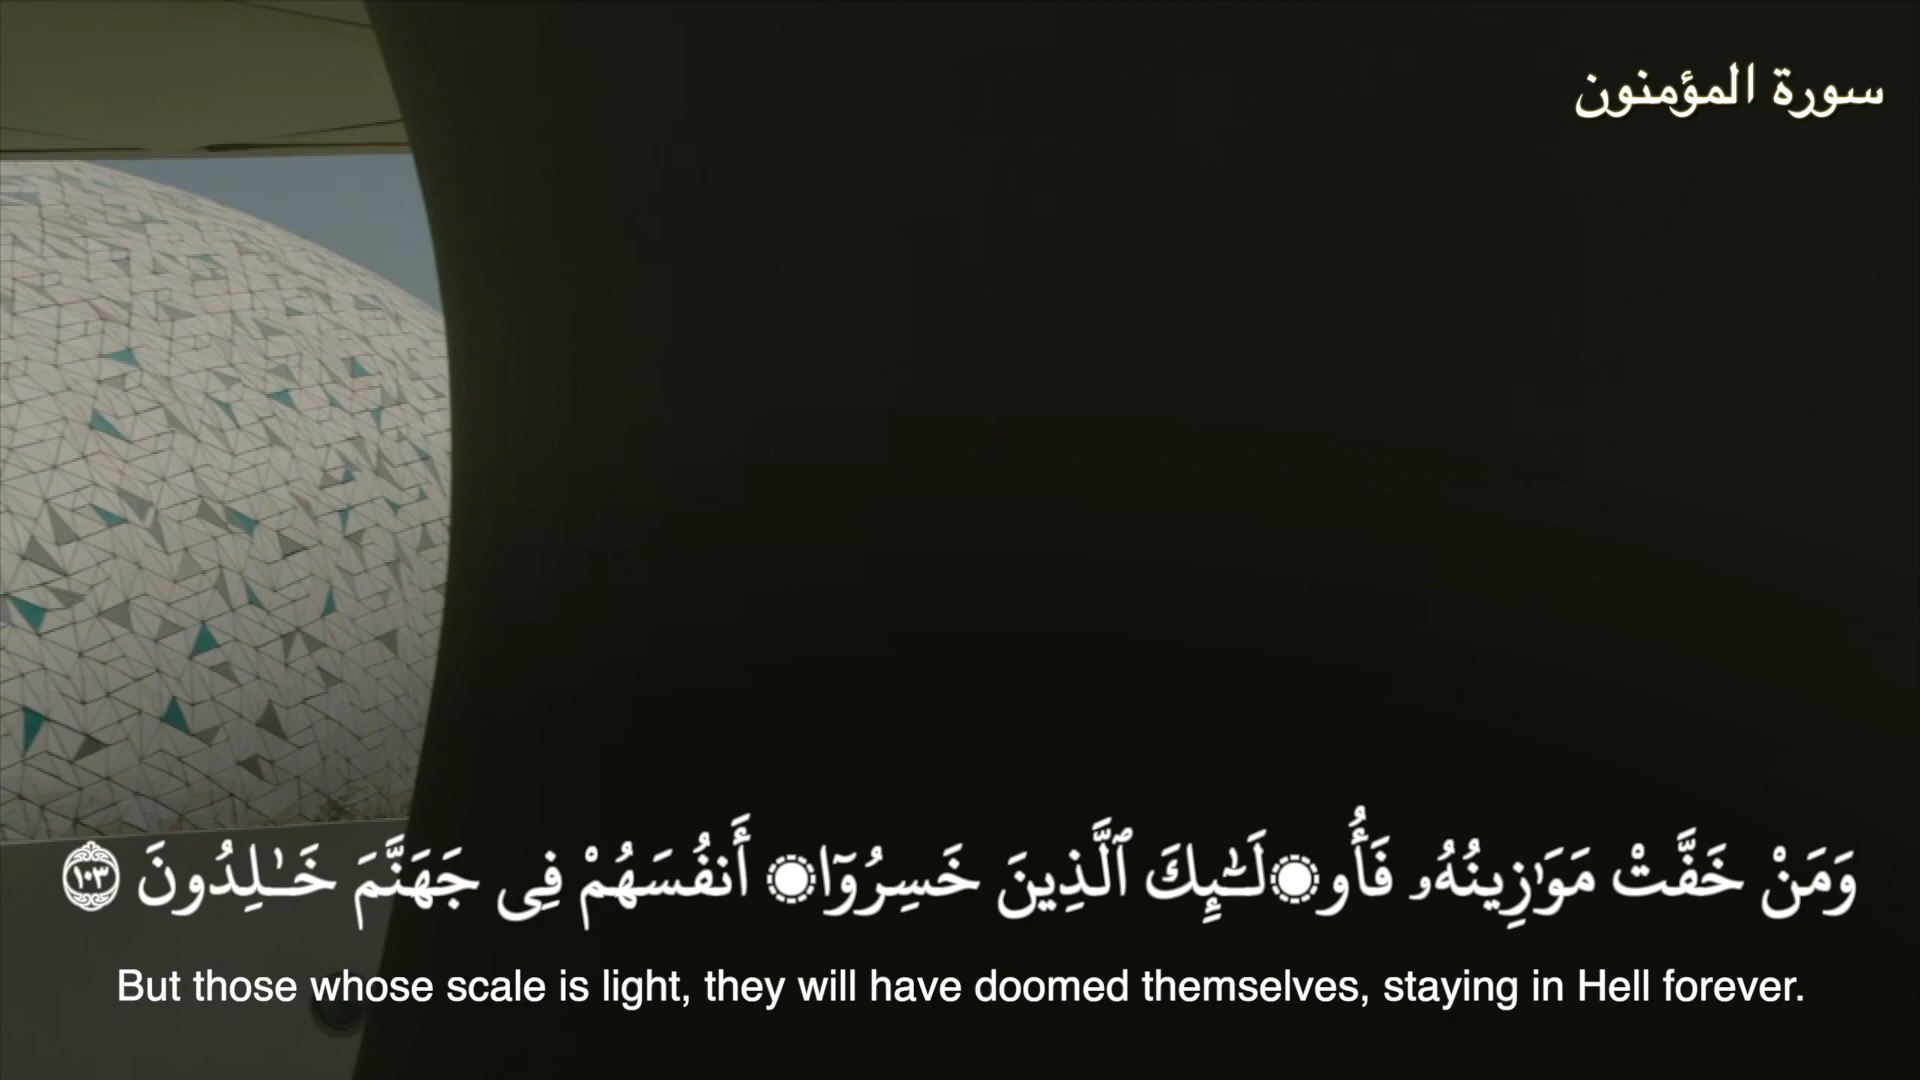 سورة المؤمنون
وَمَنْ خَفَّتْ مَوَٰزِينُهُۥ فَأُو۟لَـٰٓئِكَ ٱلَّذِينَ خَسِرُوٓا۟ أَنفُسَهُمْ فِى جَهَنَّمَ خَـٰلِدُونَ ١٠٣
But those whose scale is light, they will have doomed themselves, staying in Hell forever.